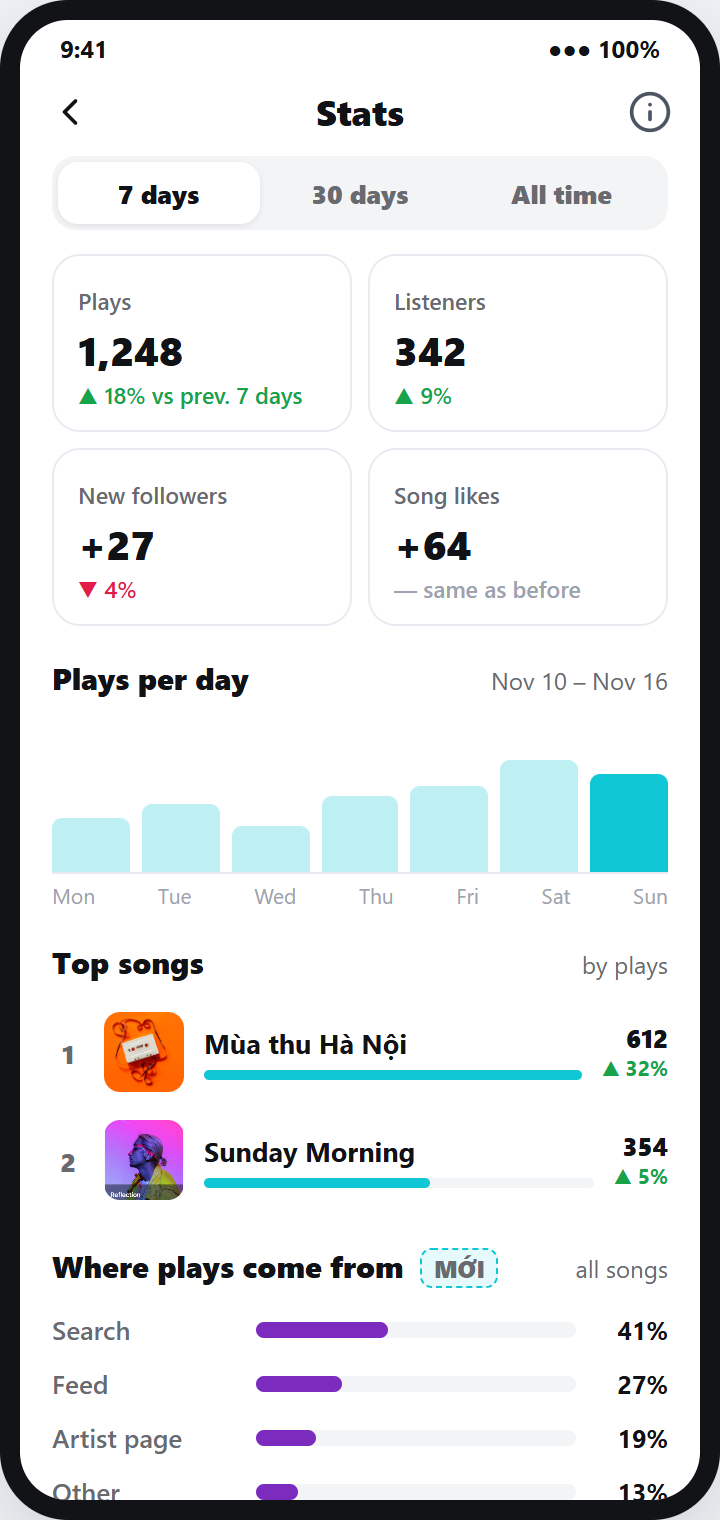 9:41 ●●● 100%
Stats
7 days 30 days All time
Plays
1,248
▲ 18% vs prev. 7 days
Listeners
342
▲ 9%
New followers
+27
▼ 4%
Song likes
+64
— same as before
Plays per day Nov 10 – Nov 16
Mon Tue Wed Thu Fri Sat Sun
Top songs by plays
1 Mùa thu Hà Nội 612
▲ 32%
2 Sunday Morning 354
▲ 5%
Reflection
Where plays come from MỚI all songs
Search 41%
Feed 27%
Artist page 19%
Other 13%